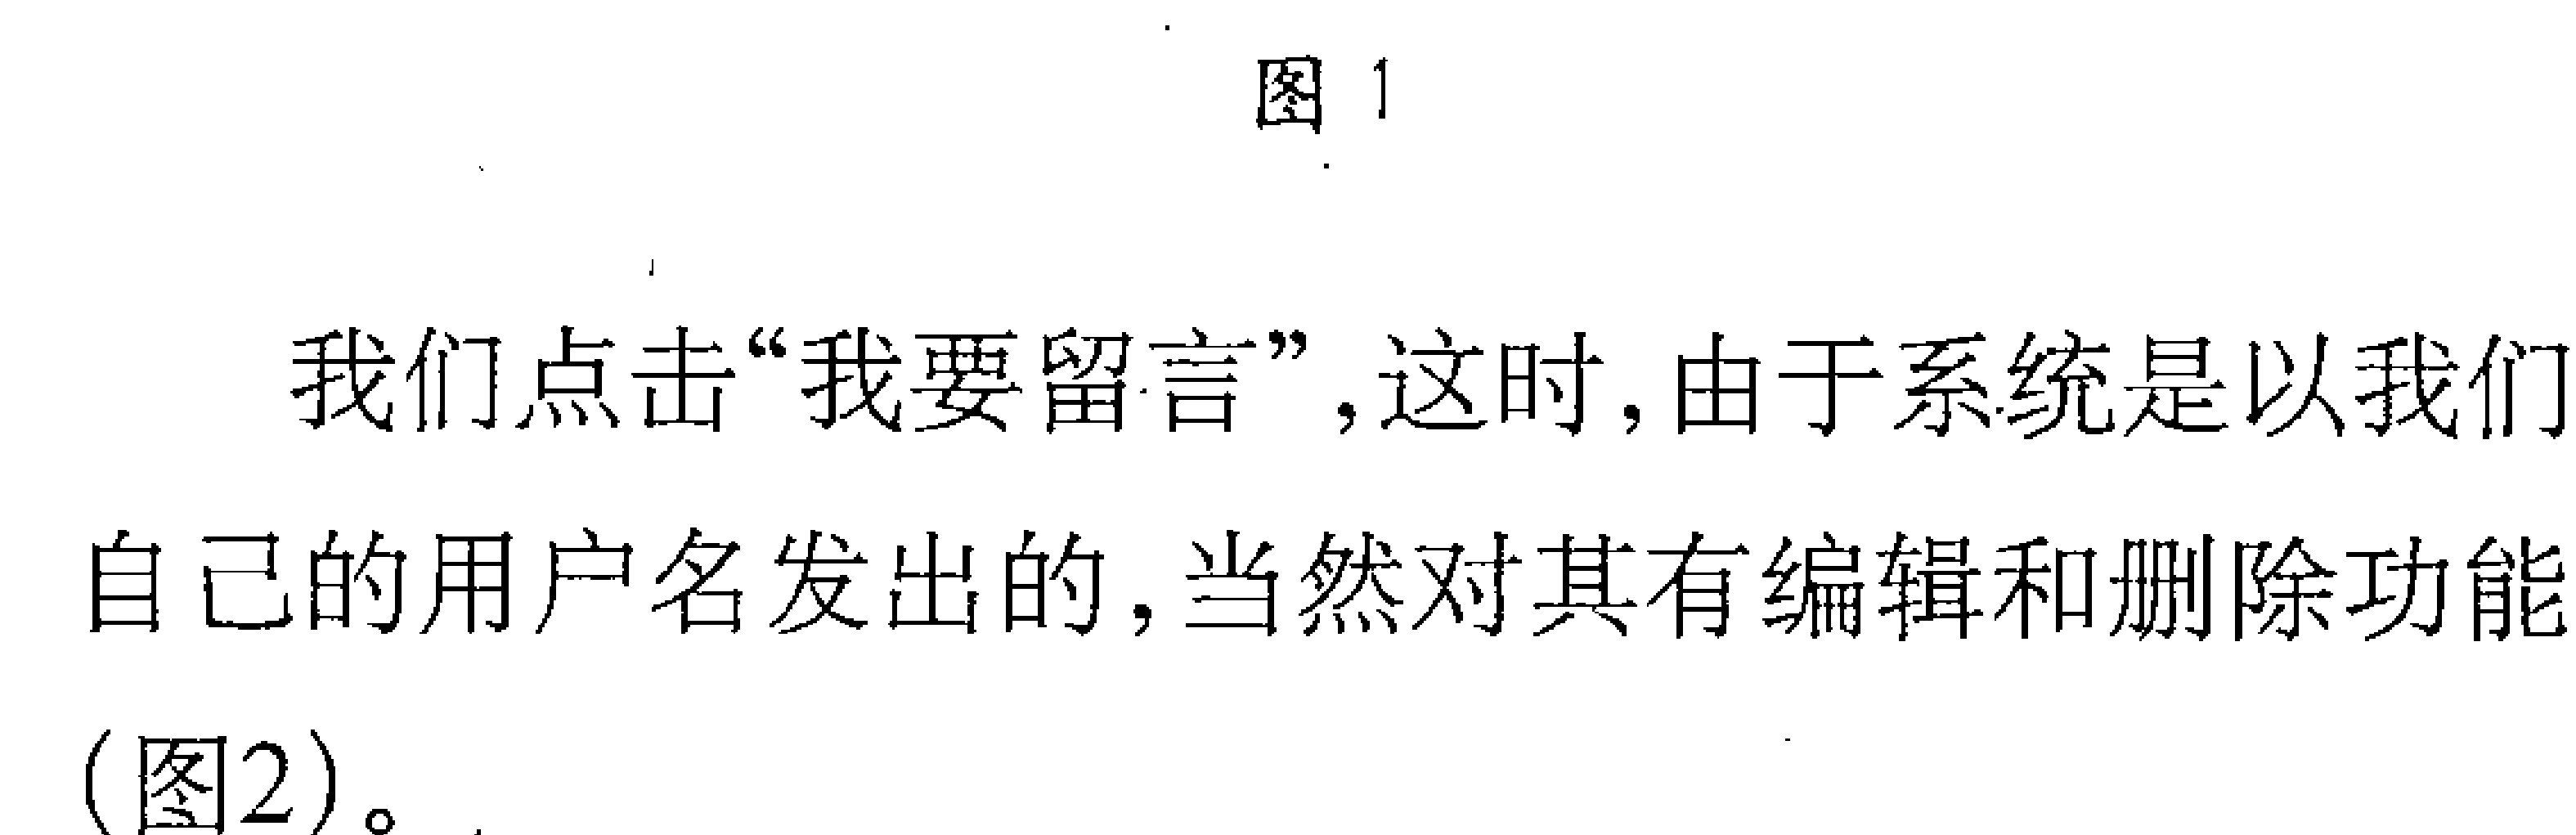 图 1
我们点击“我要留言”,这时,由于系统是以我们
自己的用户名发出的,当然对其有编辑和删除功能
(图2)。